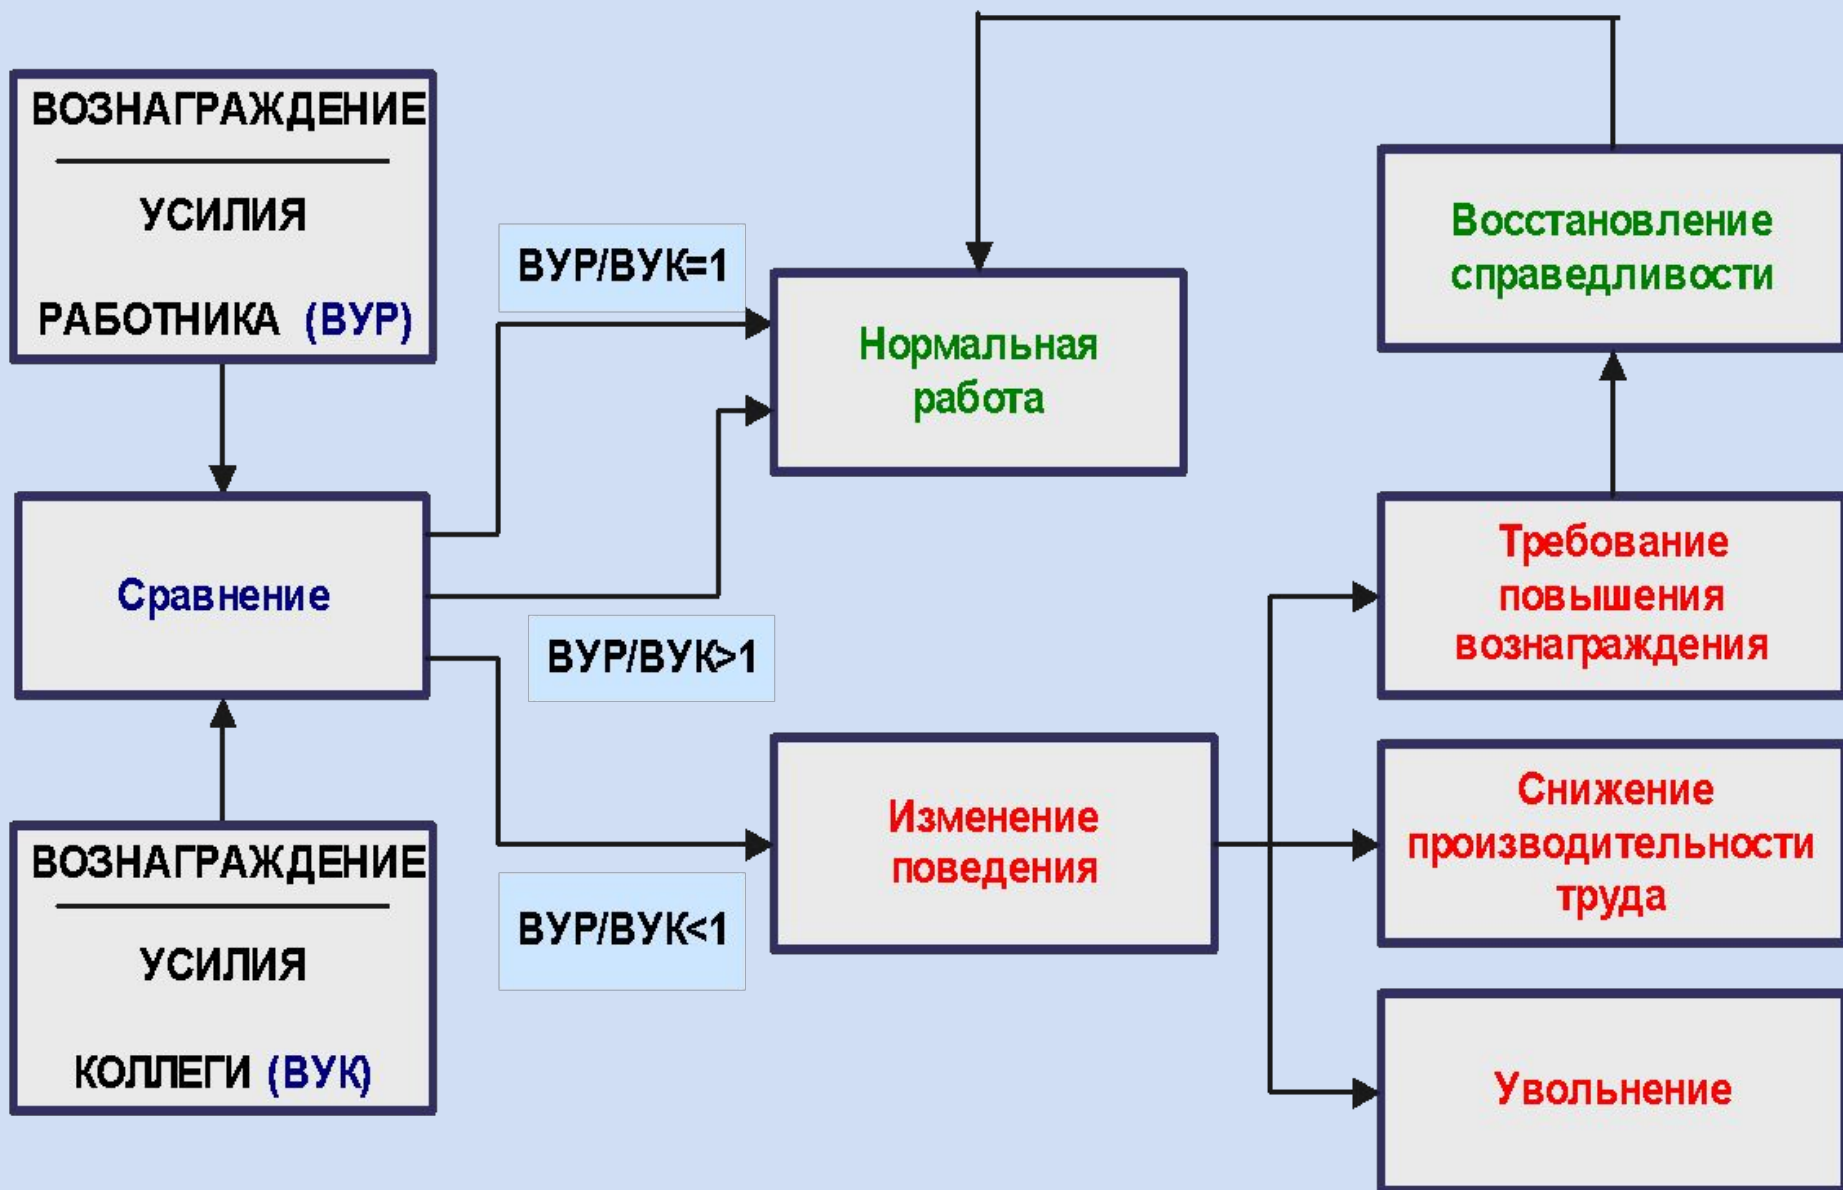 ВОЗНАГРАЖДЕНИЕ
УСИЛИЯ
РАБОТНИКА (ВУР)
Сравнение
ВОЗНАГРАЖДЕНИЕ
УСИЛИЯ
КОЛЛЕГИ (ВУК)
ВУР/ВУК=1
ВУР/ВУК>1
ВУР/ВУК<1
Нормальная
работа
Изменение
поведения
Восстановление
справедливости
Требование
повышения
вознаграждения
Снижение
производительности
труда
Увольнение